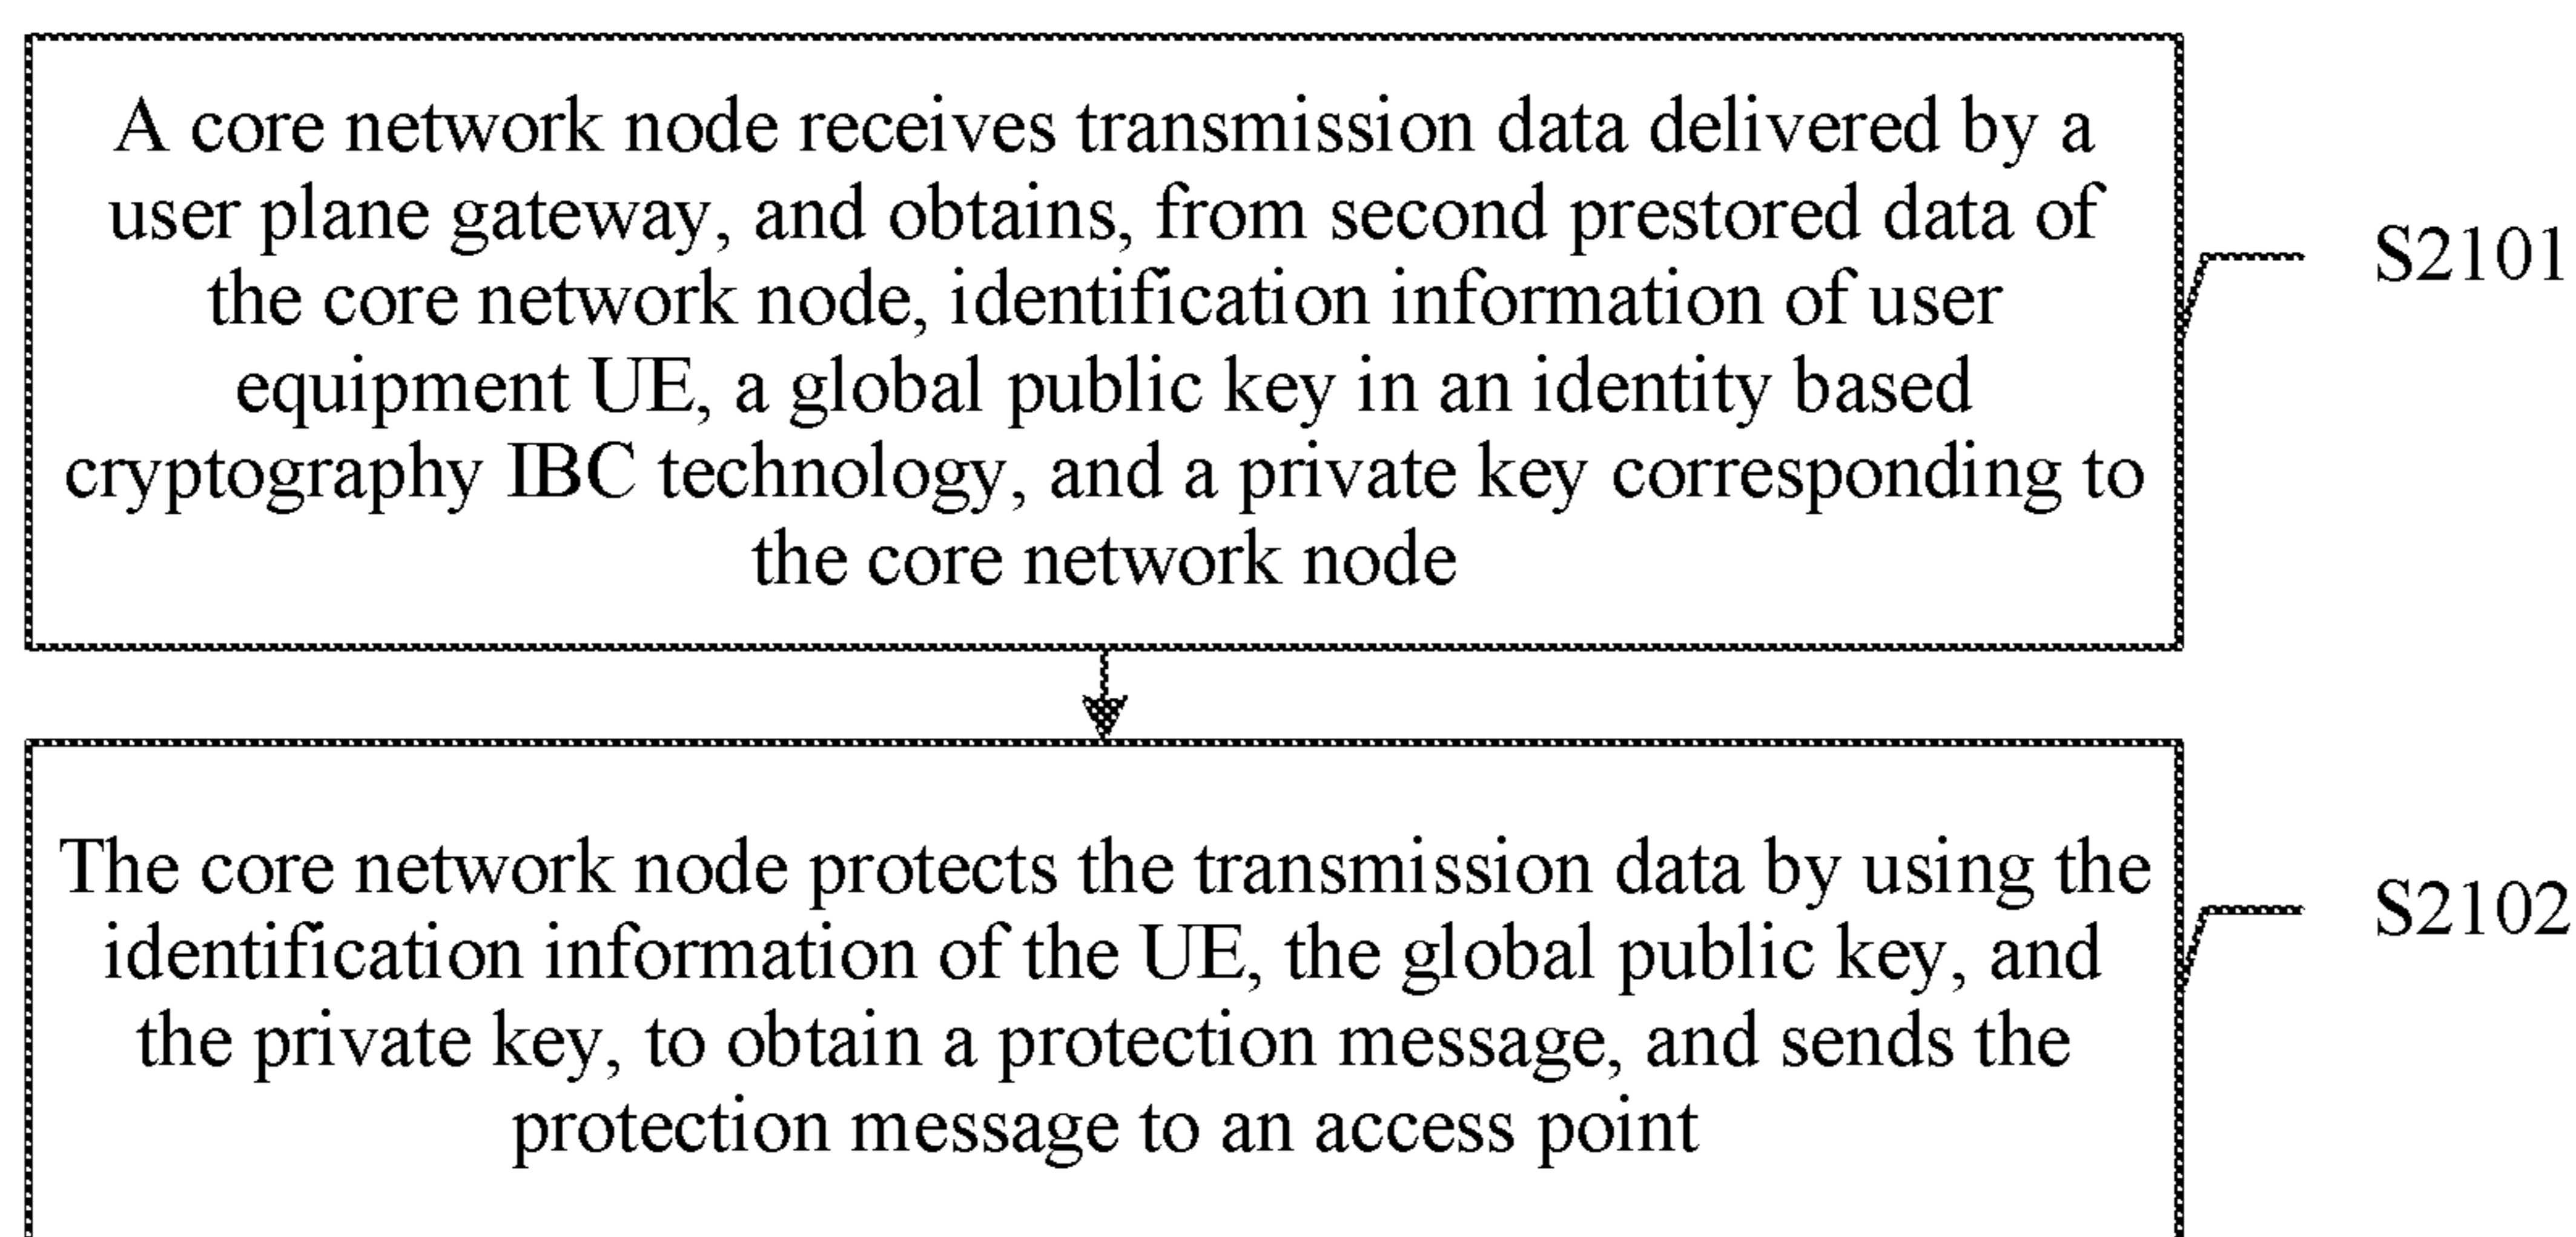 A core network node receives transmission data delivered by a
user plane gateway, and obtains, from second prestored data of
the core network node, identification information of user
equipment UE, a global public key in an identity based
cryptography IBC technology, and a private key corresponding to
the core network node
S2101
The core network node protects the transmission data by using the
identification information of the UE, the global public key, and
the private key, to obtain a protection message, and sends the
protection message to an access point
S2102